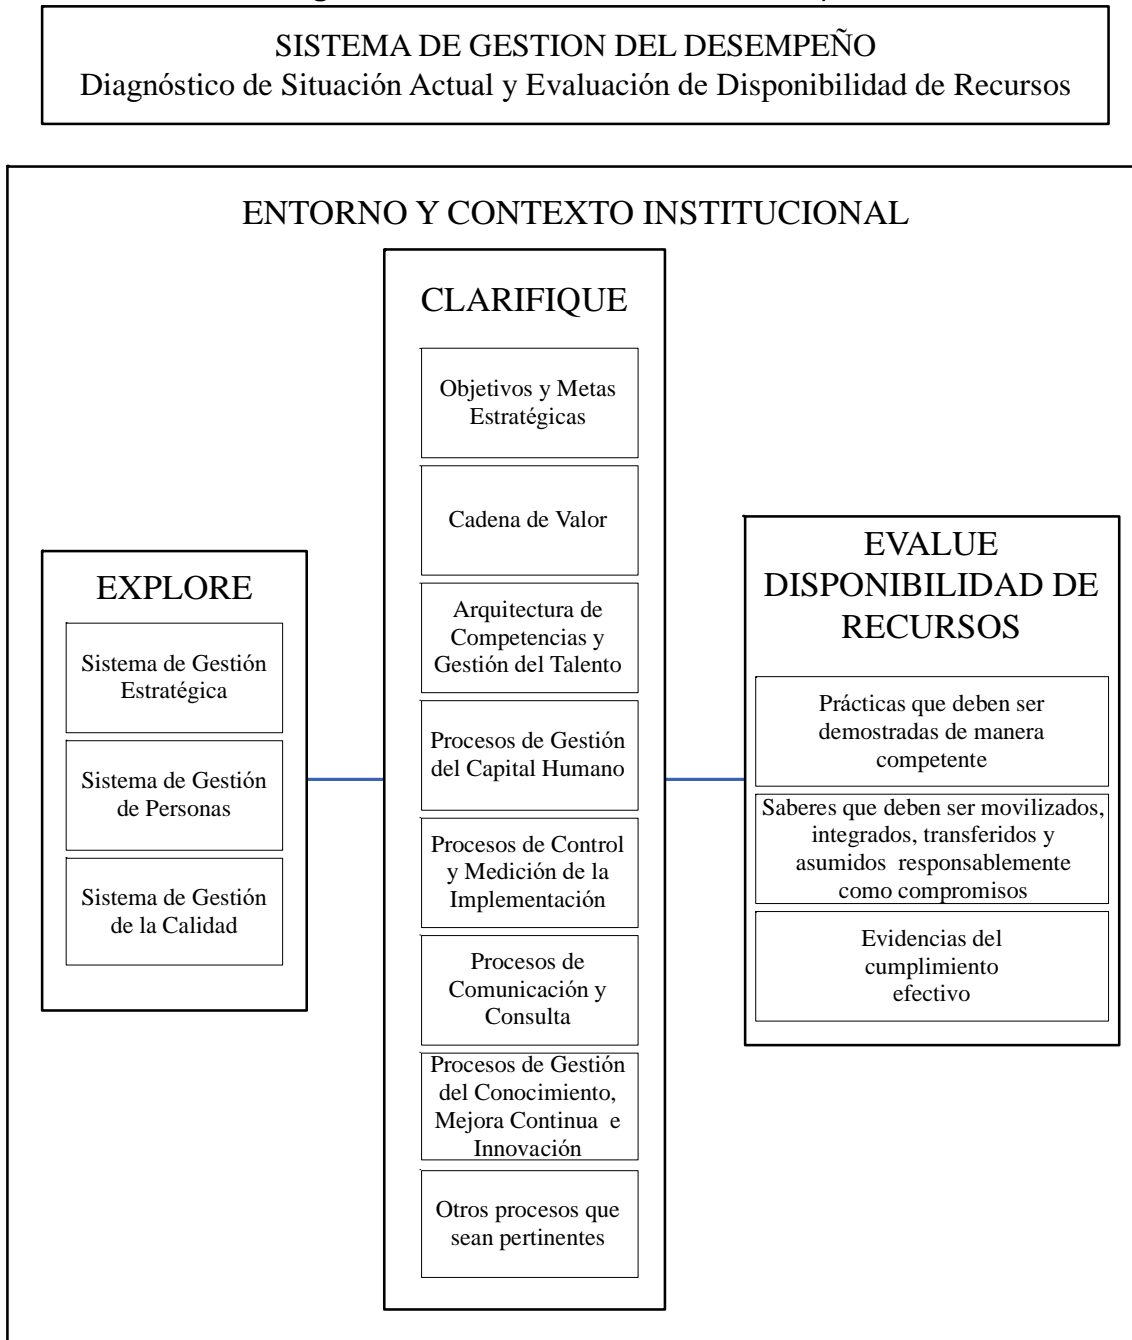 SISTEMA DE GESTION DEL DESEMPEÑO
Diagnóstico de Situación Actual y Evaluación de Disponibilidad de Recursos
ENTORNO Y CONTEXTO INSTITUCIONAL
EXPLORE
Sistema de Gestión
Estratégica
Sistema de Gestión
de Personas
Sistema de Gestión
de la Calidad
CLARIFIQUE
Objetivos y Metas
Estratégicas
Cadena de Valor
Arquitectura de
Competencias y
Gestión del Talento
Procesos de Gestión
del Capital Humano
Procesos de Control
y Medición de la
Implementación
Procesos de
Comunicación y
Consulta
Procesos de Gestión
del Conocimiento,
Mejora Continua e
Innovación
Otros procesos que
sean pertinentes
EVALUE
DISPONIBILIDAD DE
RECURSOS
Prácticas que deben ser
demostradas de manera
competente
Saberes que deben ser movilizados,
integrados, transferidos y
asumidos responsablemente
como compromisos
Evidencias del
cumplimiento
efectivo